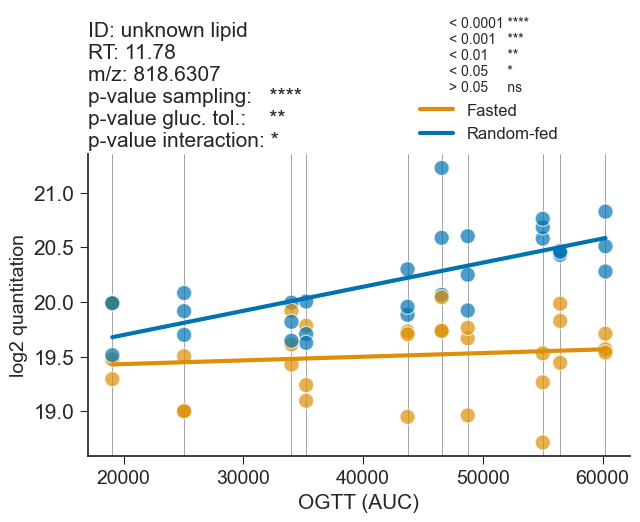 ID: unknown lipid
RT: 11.78
m/z: 818.6307
p-value sampling: ****
p-value gluc. tol.: **
p-value interaction: *
< 0.0001 ****
< 0.001 ***
< 0.01 **
< 0.05 *
> 0.05 ns
Fasted
Random-fed
21.0
20.5
20.0
19.5
19.0
log2 quantitation
20000 30000 40000 50000 60000
OGTT (AUC)